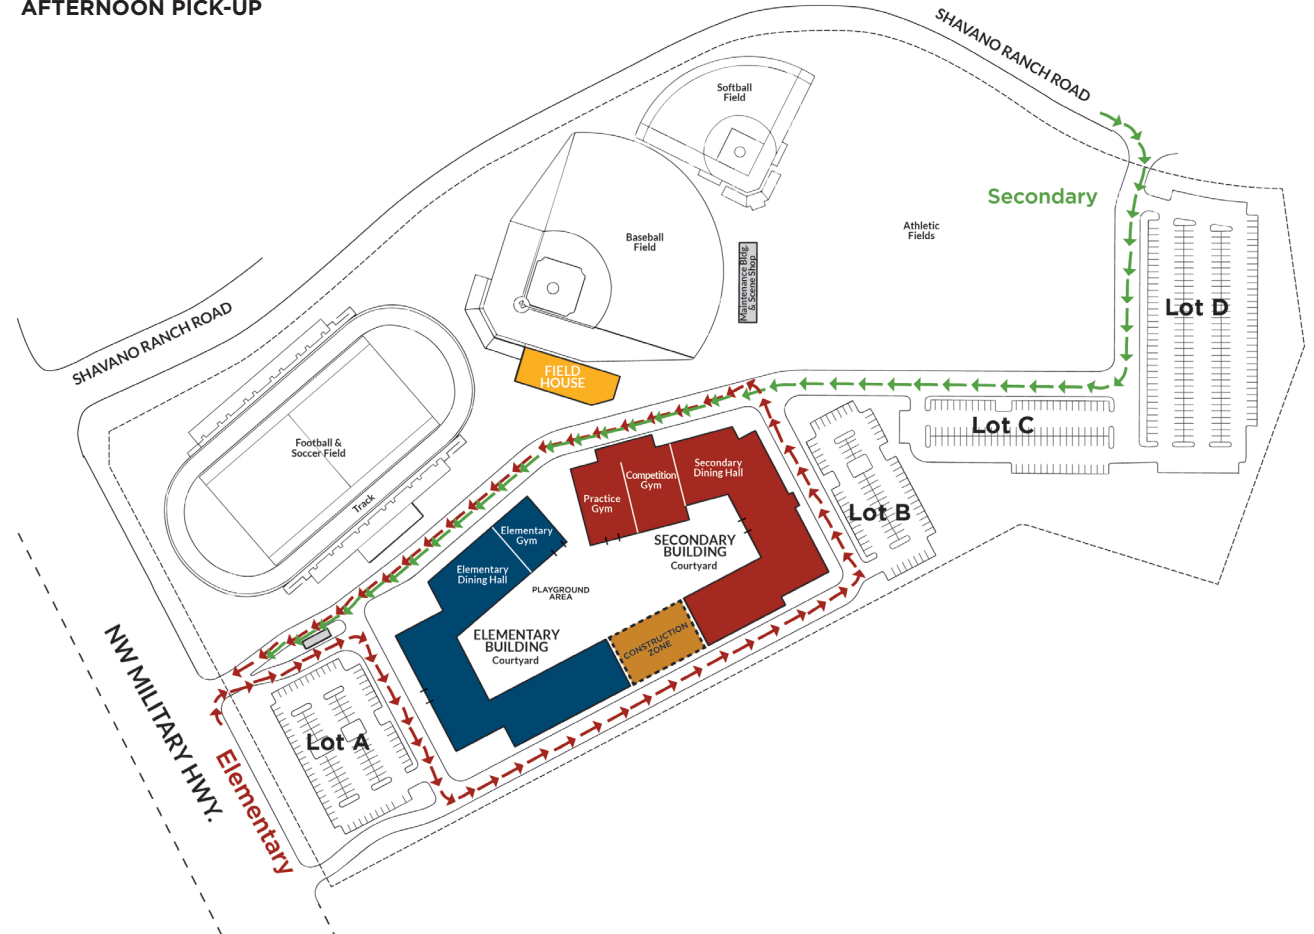 AFTERNOON PICK-UP
SHAVANO RANCH ROAD
Softball
Field
Secondary
Athletic
Fields
Baseball
Field
Maintenance Bldg.
& Scene Shop
Lot D
SHAVANO RANCH ROAD
FIELD
HOUSE
Lot C
Football &
Soccer Field
Track
Secondary
Dining Hall
Competition
Gym
Practice
Gym
Lot B
Elementary
Gym
SECONDARY
BUILDING
Courtyard
Elementary
Dining Hall
PLAYGROUND
AREA
ELEMENTARY
BUILDING
Courtyard
CONSTRUCTION
ZONE
NW MILITARY HWY.
Lot A
Elementary